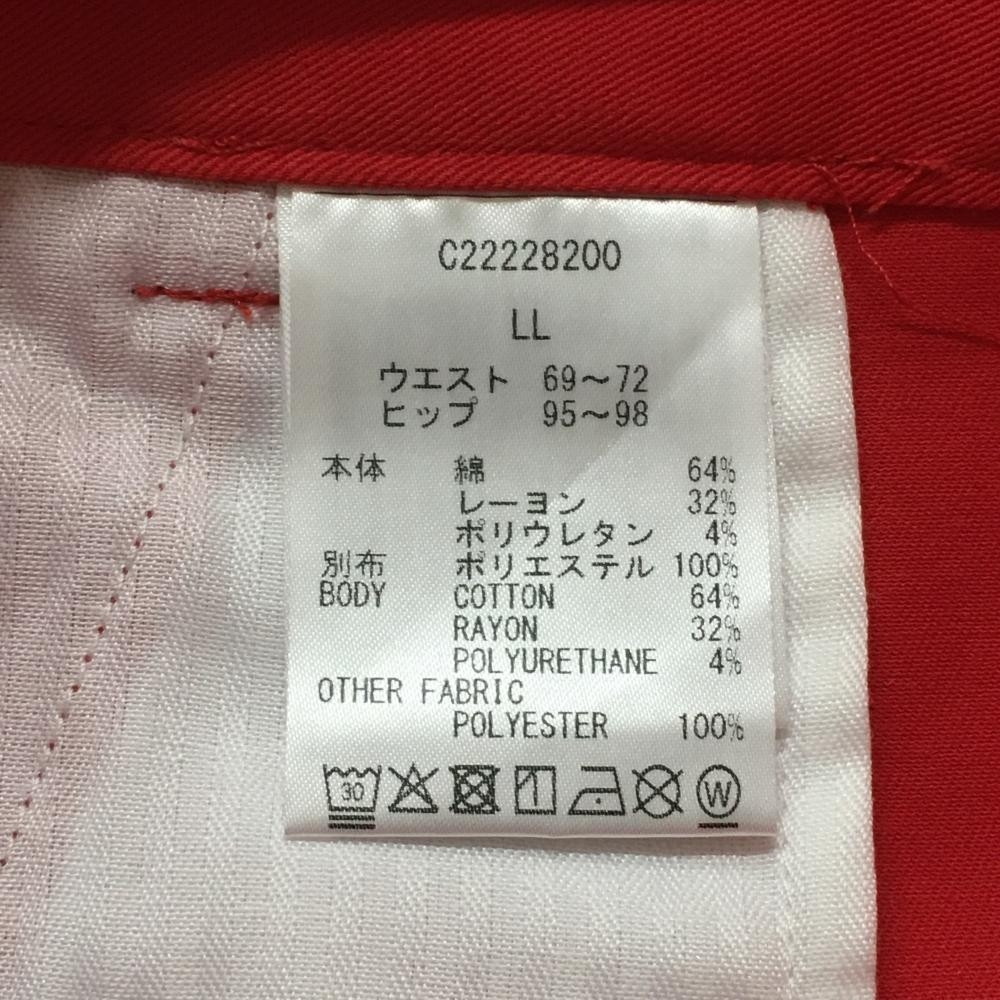 C22228200
LL
ウエスト 69～72
ヒップ 95～98
本体 綿 64%
レーヨン 32%
ポリウレタン 4%
別布 ポリエステル 100%
BODY COTTON 64%
RAYON 32%
POLYURETHANE 4%
OTHER FABRIC
POLYESTER 100%
30 W